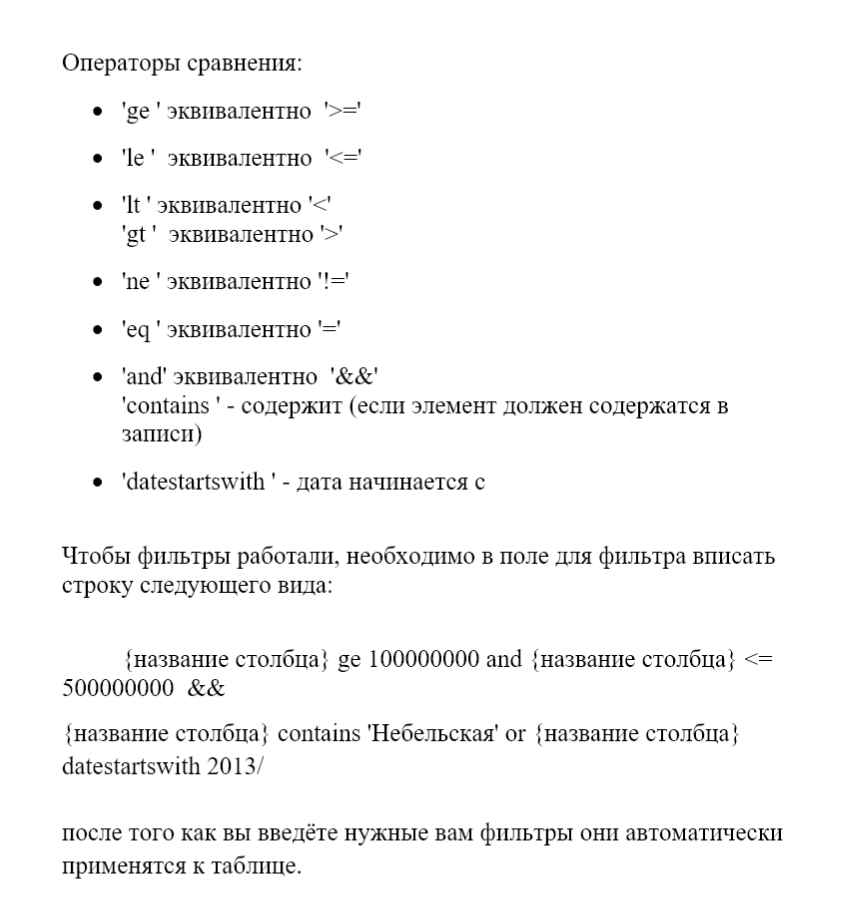 Операторы сравнения:
• 'ge ' эквивалентно  '>='
• 'le '  эквивалентно  '<='
• 'lt ' эквивалентно '<'
'gt '  эквивалентно '>'
• 'ne ' эквивалентно '!='
• 'eq ' эквивалентно '='
• 'and' эквивалентно  '&&'
'contains ' - содержит (если элемент должен содержатся в
записи)
• 'datestartswith ' - дата начинается с
Чтобы фильтры работали, необходимо в поле для фильтра вписать
строку следующего вида:
{название столбца} ge 100000000 and {название столбца} <=
500000000  &&
{название столбца} contains 'Небельская' or {название столбца}
datestartswith 2013/
после того как вы введёте нужные вам фильтры они автоматически
применятся к таблице.